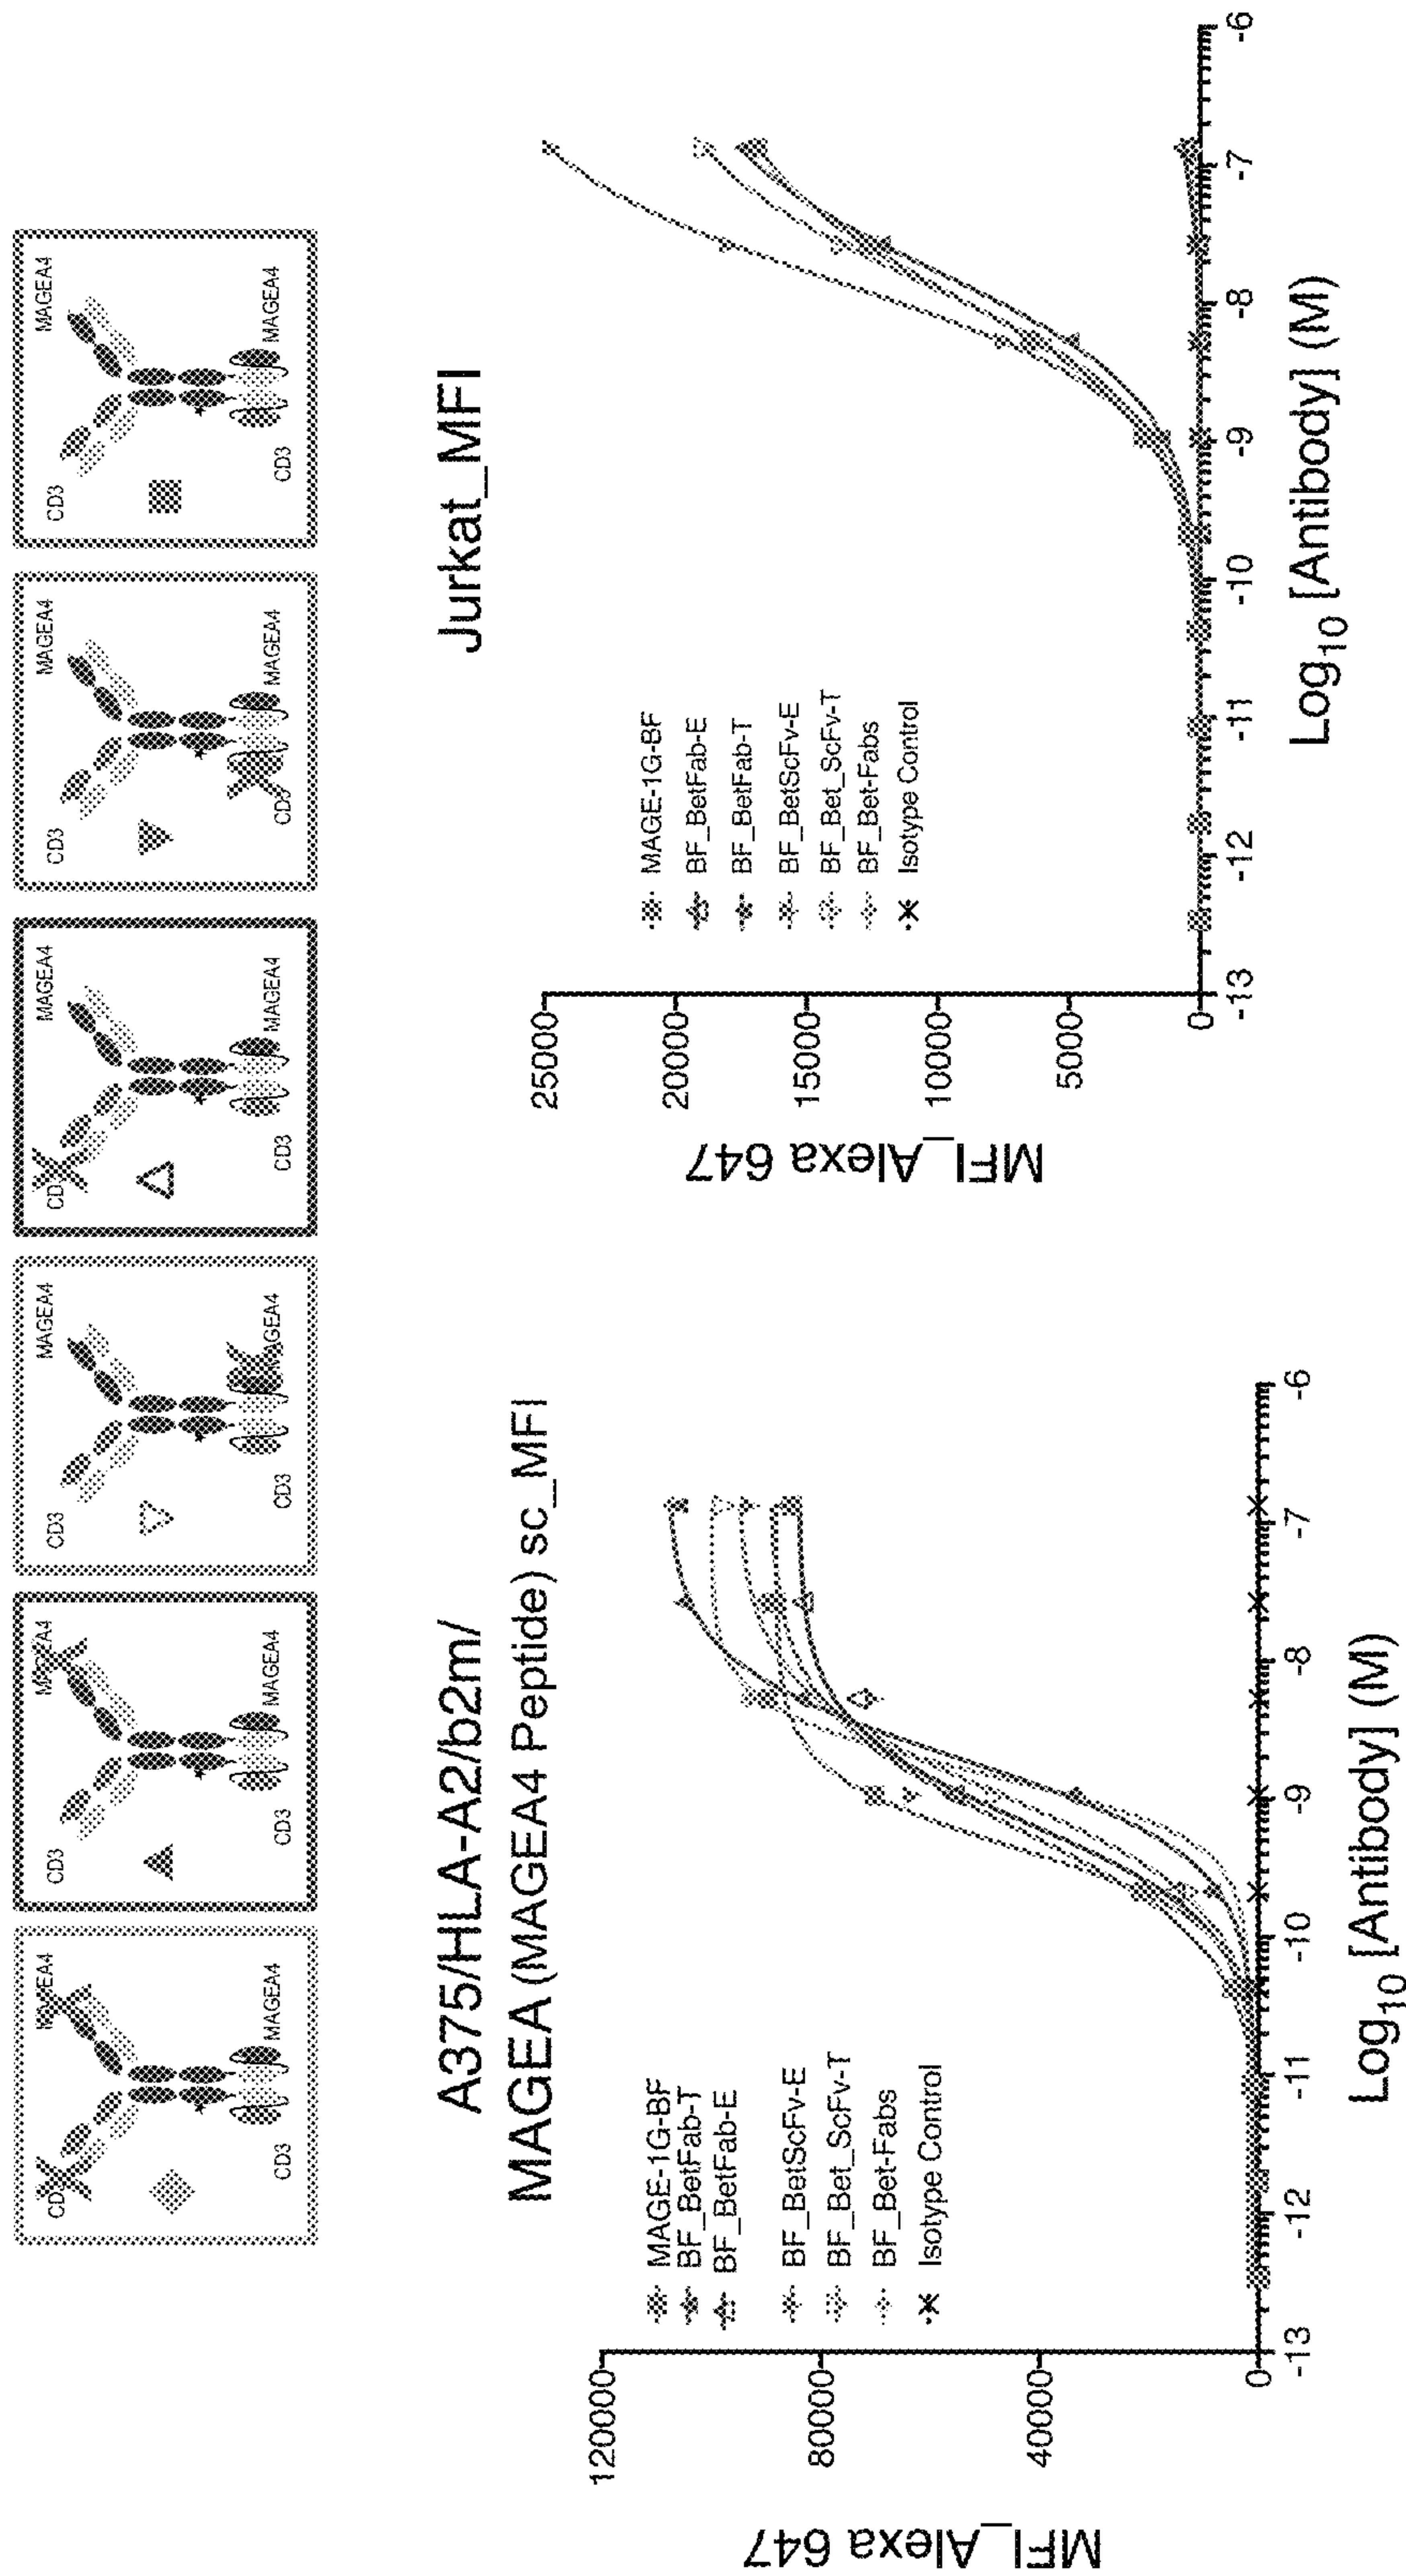 CD
MAGEA4
CD3
MAGEA4
CD3
MAGEA4
CD3
MAGEA4
CD3
MAGEA4
CD3
MAGEA4
CD
MAGEA4
CD3
MAGEA4
CD3
MAGEA4
CD3
MAGEA4
CD3
MAGEA4
CD3
MAGEA4
A375/HLA-A2/b2m/
MAGEA (MAGEA4 Peptide) sc_MFI
MFI_Alexa 647
120000
80000
40000
0
MAGE-1G-BF
BF_BetFab-T
BF_BetFab-E
BF_BetScFv-E
BF_Bet_ScFv-T
BF_Bet-Fabs
Isotype Control
-13 -12 -11 -10 -9 -8 -7 -6
Log10 [Antibody] (M)
Jurkat_MFI
MFI_Alexa 647
25000
20000
15000
10000
5000
0
MAGE-1G-BF
BF_BetFab-E
BF_BetFab-T
BF_BetScFv-E
BF_Bet_ScFv-T
BF_Bet-Fabs
Isotype Control
-13 -12 -11 -10 -9 -8 -7 -6
Log10 [Antibody] (M)